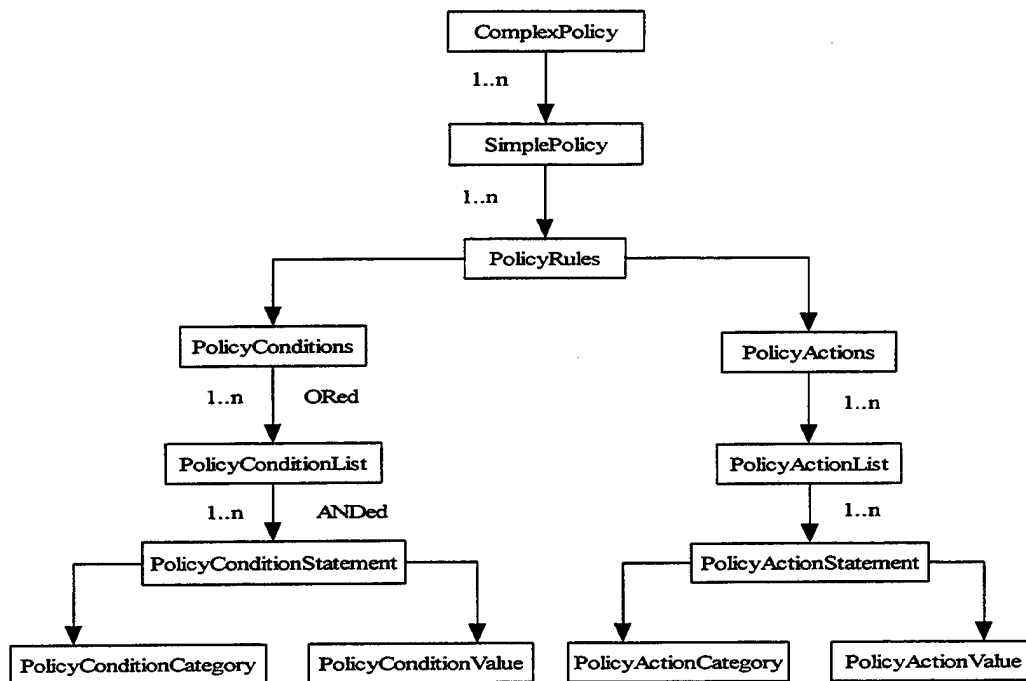 ComplexPolicy
1..n
SimplePolicy
1..n
PolicyRules
PolicyConditions
PolicyActions
1..n ORed
1..n
PolicyConditionList
PolicyActionList
1..n ANDed
1..n
PolicyConditionStatement
PolicyActionStatement
PolicyConditionCategory
PolicyConditionValue
PolicyActionCategory
PolicyActionValue